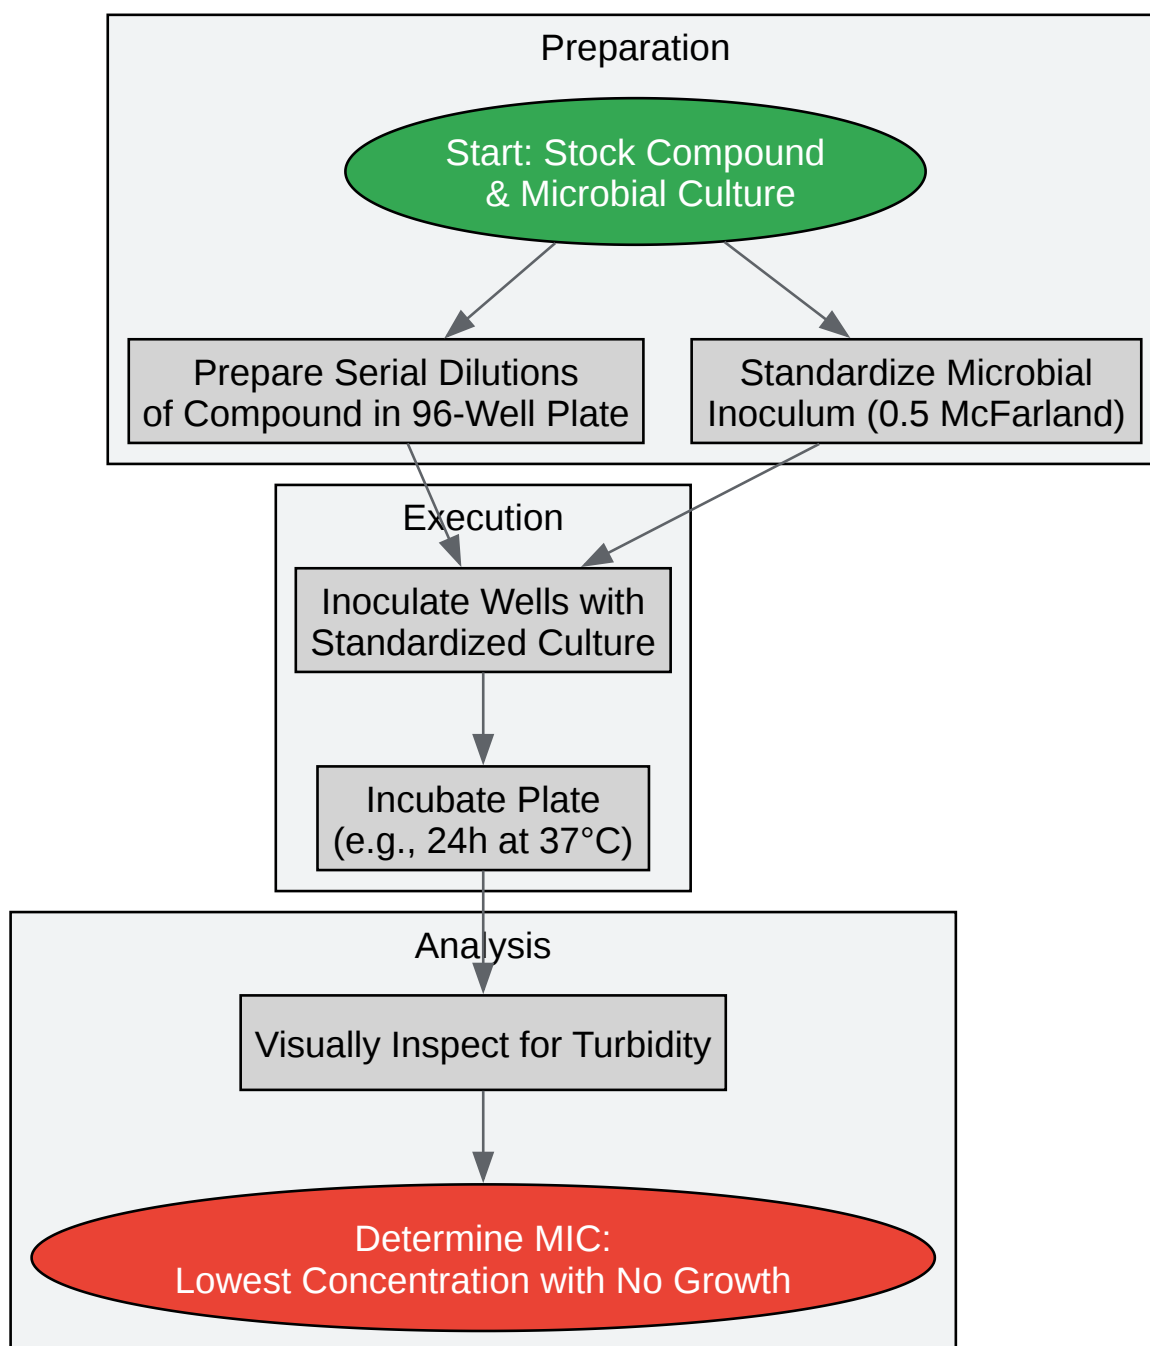 Preparation
Start: Stock Compound
& Microbial Culture
Prepare Serial Dilutions
of Compound in 96-Well Plate
Standardize Microbial
Inoculum (0.5 McFarland)
Execution
Inoculate Wells with
Standardized Culture
Incubate Plate
(e.g., 24h at 37°C)
Analysis
Visually Inspect for Turbidity
Determine MIC:
Lowest Concentration with No Growth